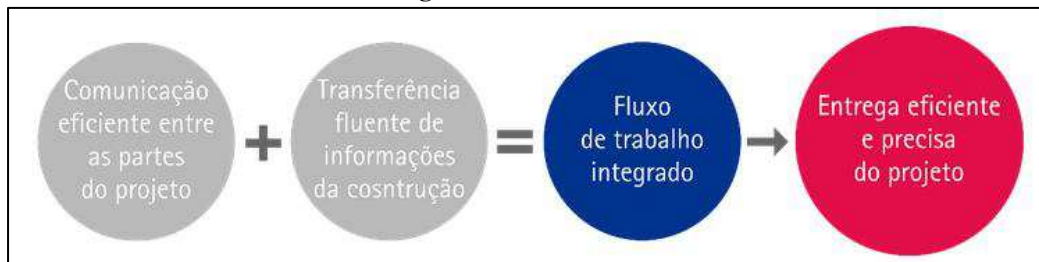 Comunicação
eficiente entre
as partes
do projeto
+
Transferência
fluente de
informações
da cosntrução
=
Fluxo
de trabalho
integrado
Entrega eficiente
e precisa
do projeto